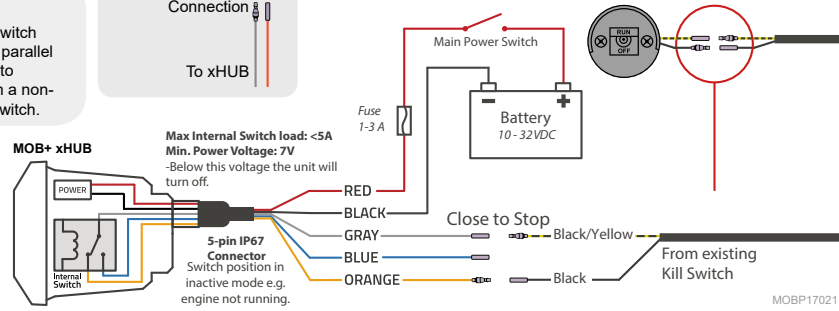 witch
parallel
to
n a non-
witch.
Connection
To xHUB
Main Power Switch
RUN
OFF
Fuse
1-3 A
Battery
10 - 32VDC
MOB+ xHUB
Max Internal Switch load: <5A
Min. Power Voltage: 7V
-Below this voltage the unit will
turn off.
POWER
Internal
Switch
5-pin IP67
Connector
Switch position in
inactive mode e.g.
engine not running.
RED
BLACK
GRAY
BLUE
ORANGE
Close to Stop
Black/Yellow
Black
From existing
Kill Switch
MOBP17021